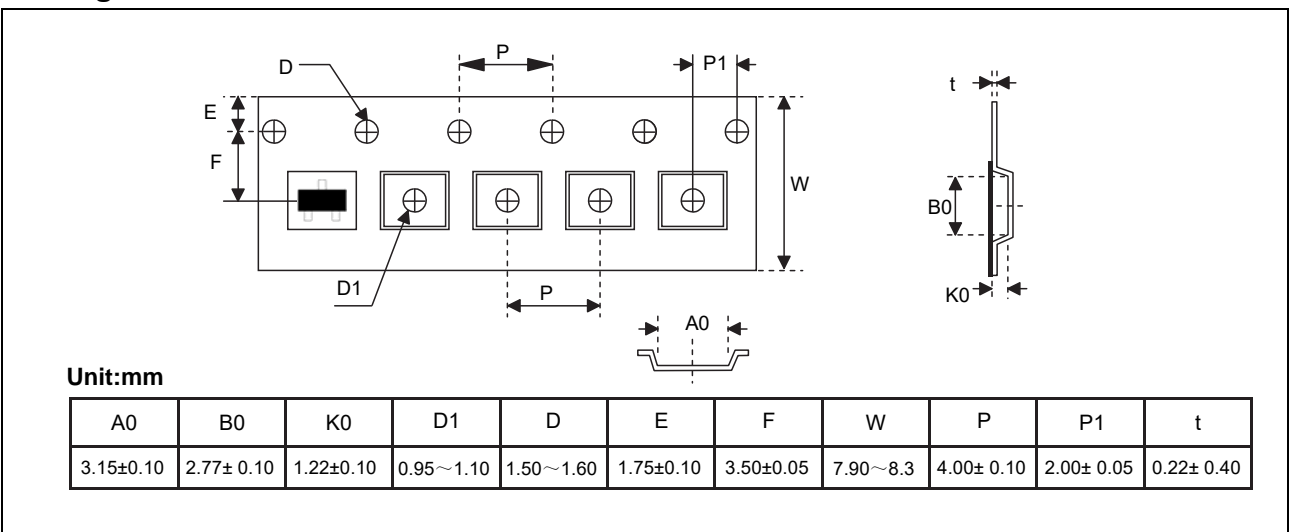 D
P
P1
t
E
F
W
B0
D1
P
K0
A0
Unit:mm
A0 B0 K0 D1 D E F W P P1 t
3.15±0.10 2.77± 0.10 1.22±0.10 0.95～1.10 1.50～1.60 1.75±0.10 3.50±0.05 7.90～8.3 4.00± 0.10 2.00± 0.05 0.22± 0.40